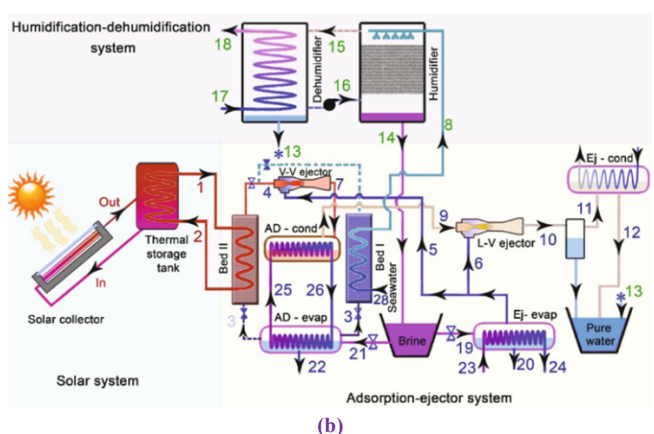 Humidification-dehumidification
system
18
15
Dehumidifier
Humidifier
17
16
8
*13
14
Ej - cond
V-V ejector
4
7
9
11
Out
1
AD - cond
L-V ejector
10
12
2
Bed II
Bed I
5
6
Thermal
storage
tank
In
25
26
28
Seawater
*13
Solar collector
3
AD - evap
3
Ej- evap
21
Brine
19
Pure
water
22
23
20
24
Solar system
Adsorption-ejector system
(b)